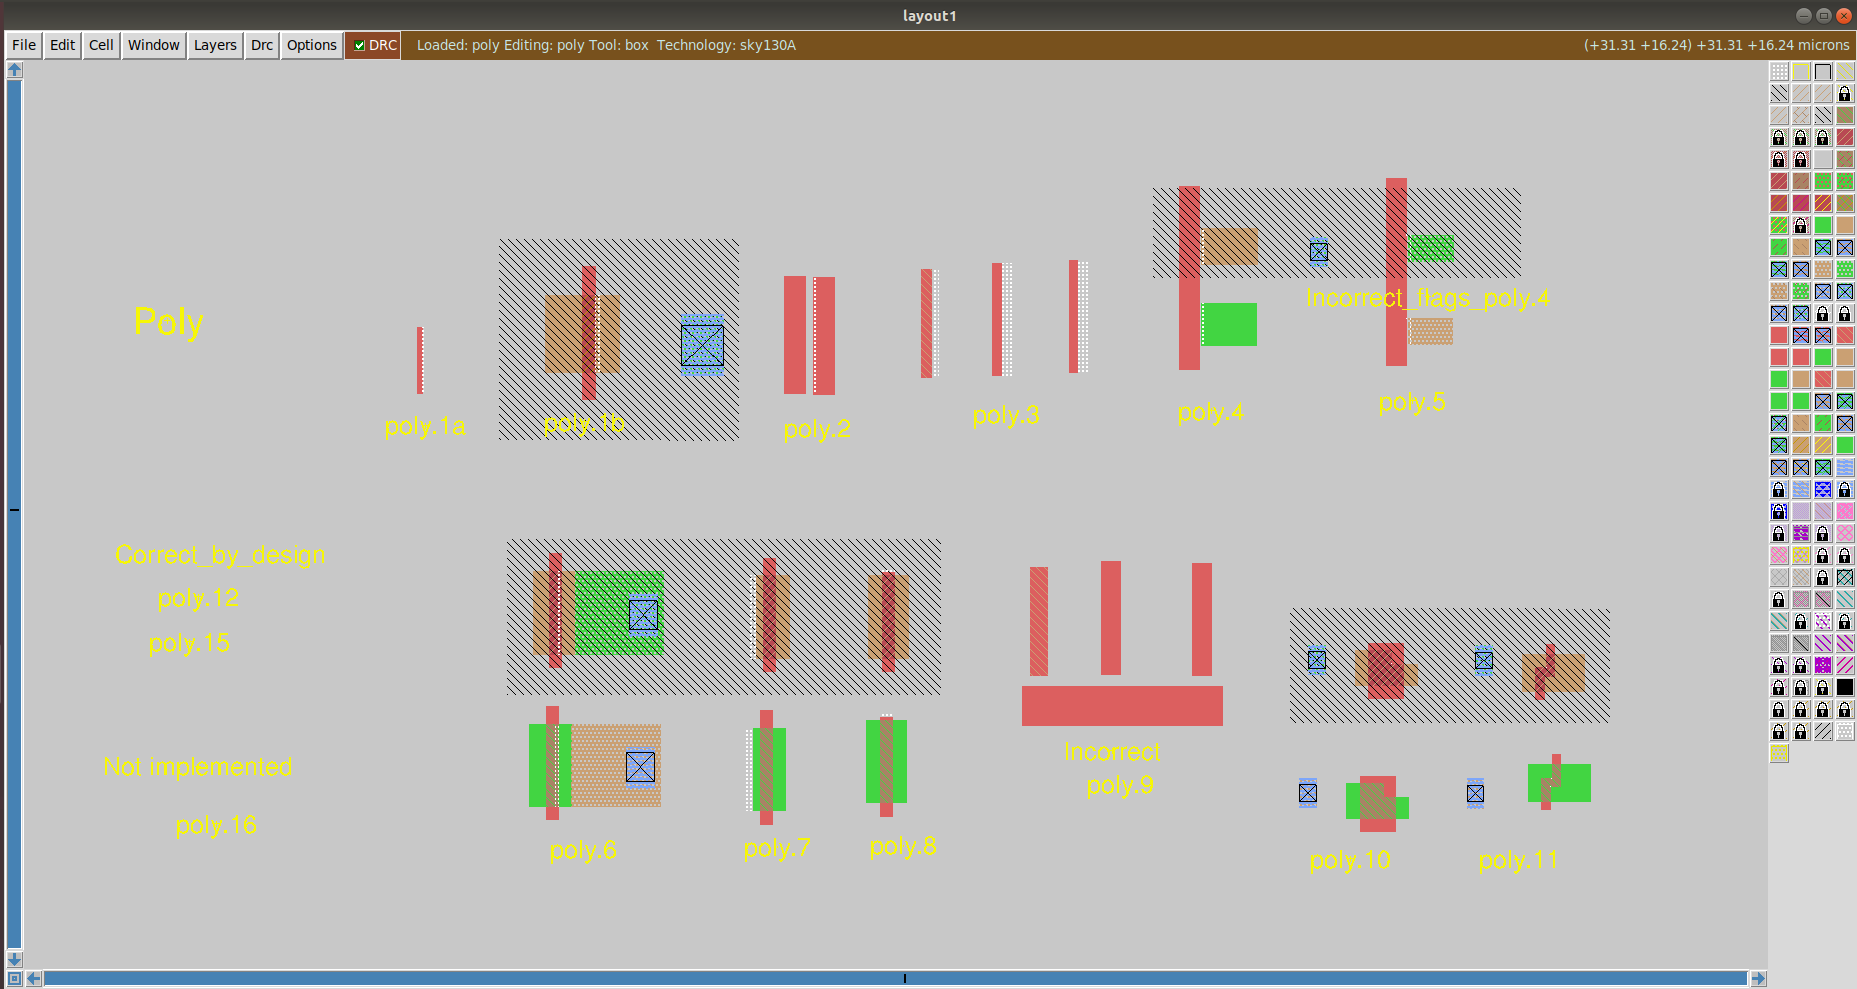 layout1
File Edit Cell Window Layers Drc Options DRC Loaded: poly Editing: poly Tool: box Technology: sky130A (+31.31 +16.24) +31.31 +16.24 microns
Poly
poly.1a
poly.1b
poly.2
poly.3
poly.4
Incorrect_flags_poly.4
poly.5
Correct_by_design
poly.12
poly.15
Not implemented
poly.16
poly.6
poly.7
poly.8
Incorrect
poly.9
poly.10
poly.11